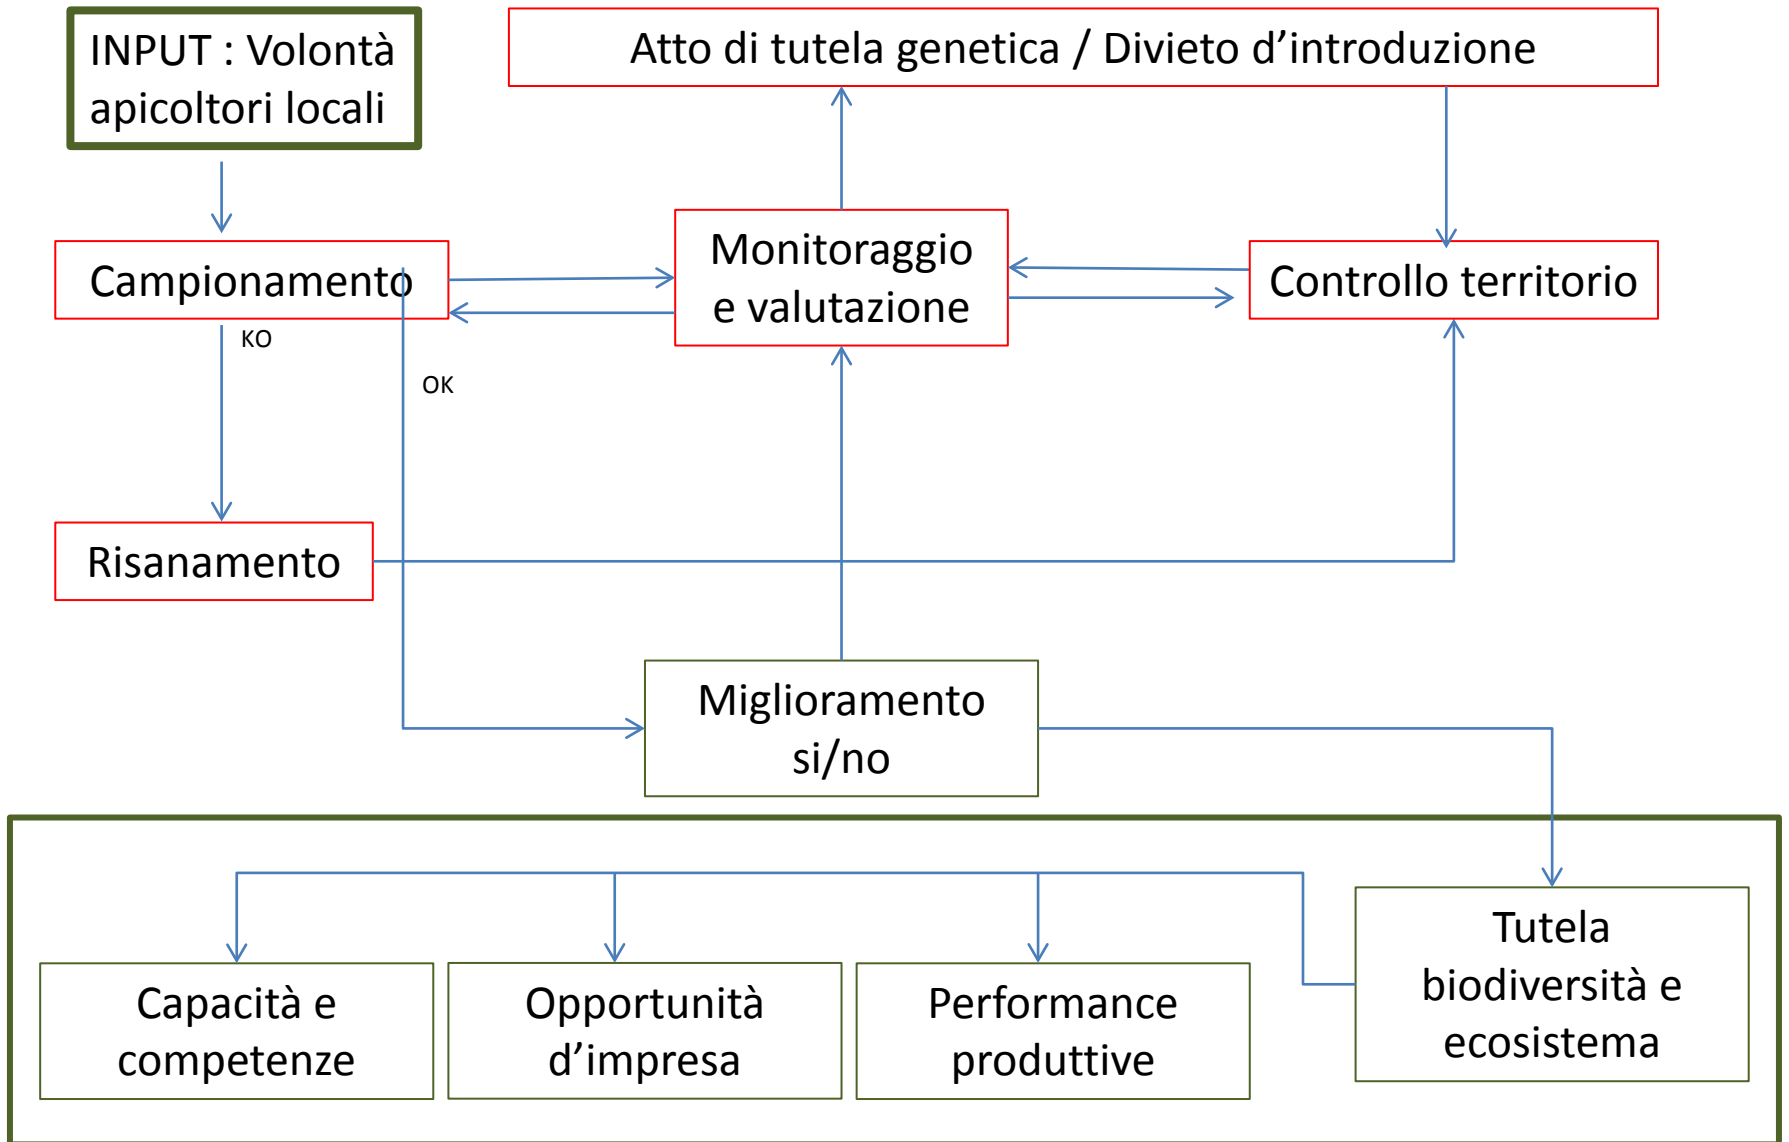 INPUT : Volontà
apicoltori locali
Atto di tutela genetica / Divieto d’introduzione
Campionamento
Monitoraggio
e valutazione
Controllo territorio
KO
OK
Risanamento
Miglioramento
si/no
Capacità e
competenze
Opportunità
d’impresa
Performance
produttive
Tutela
biodiversità e
ecosistema